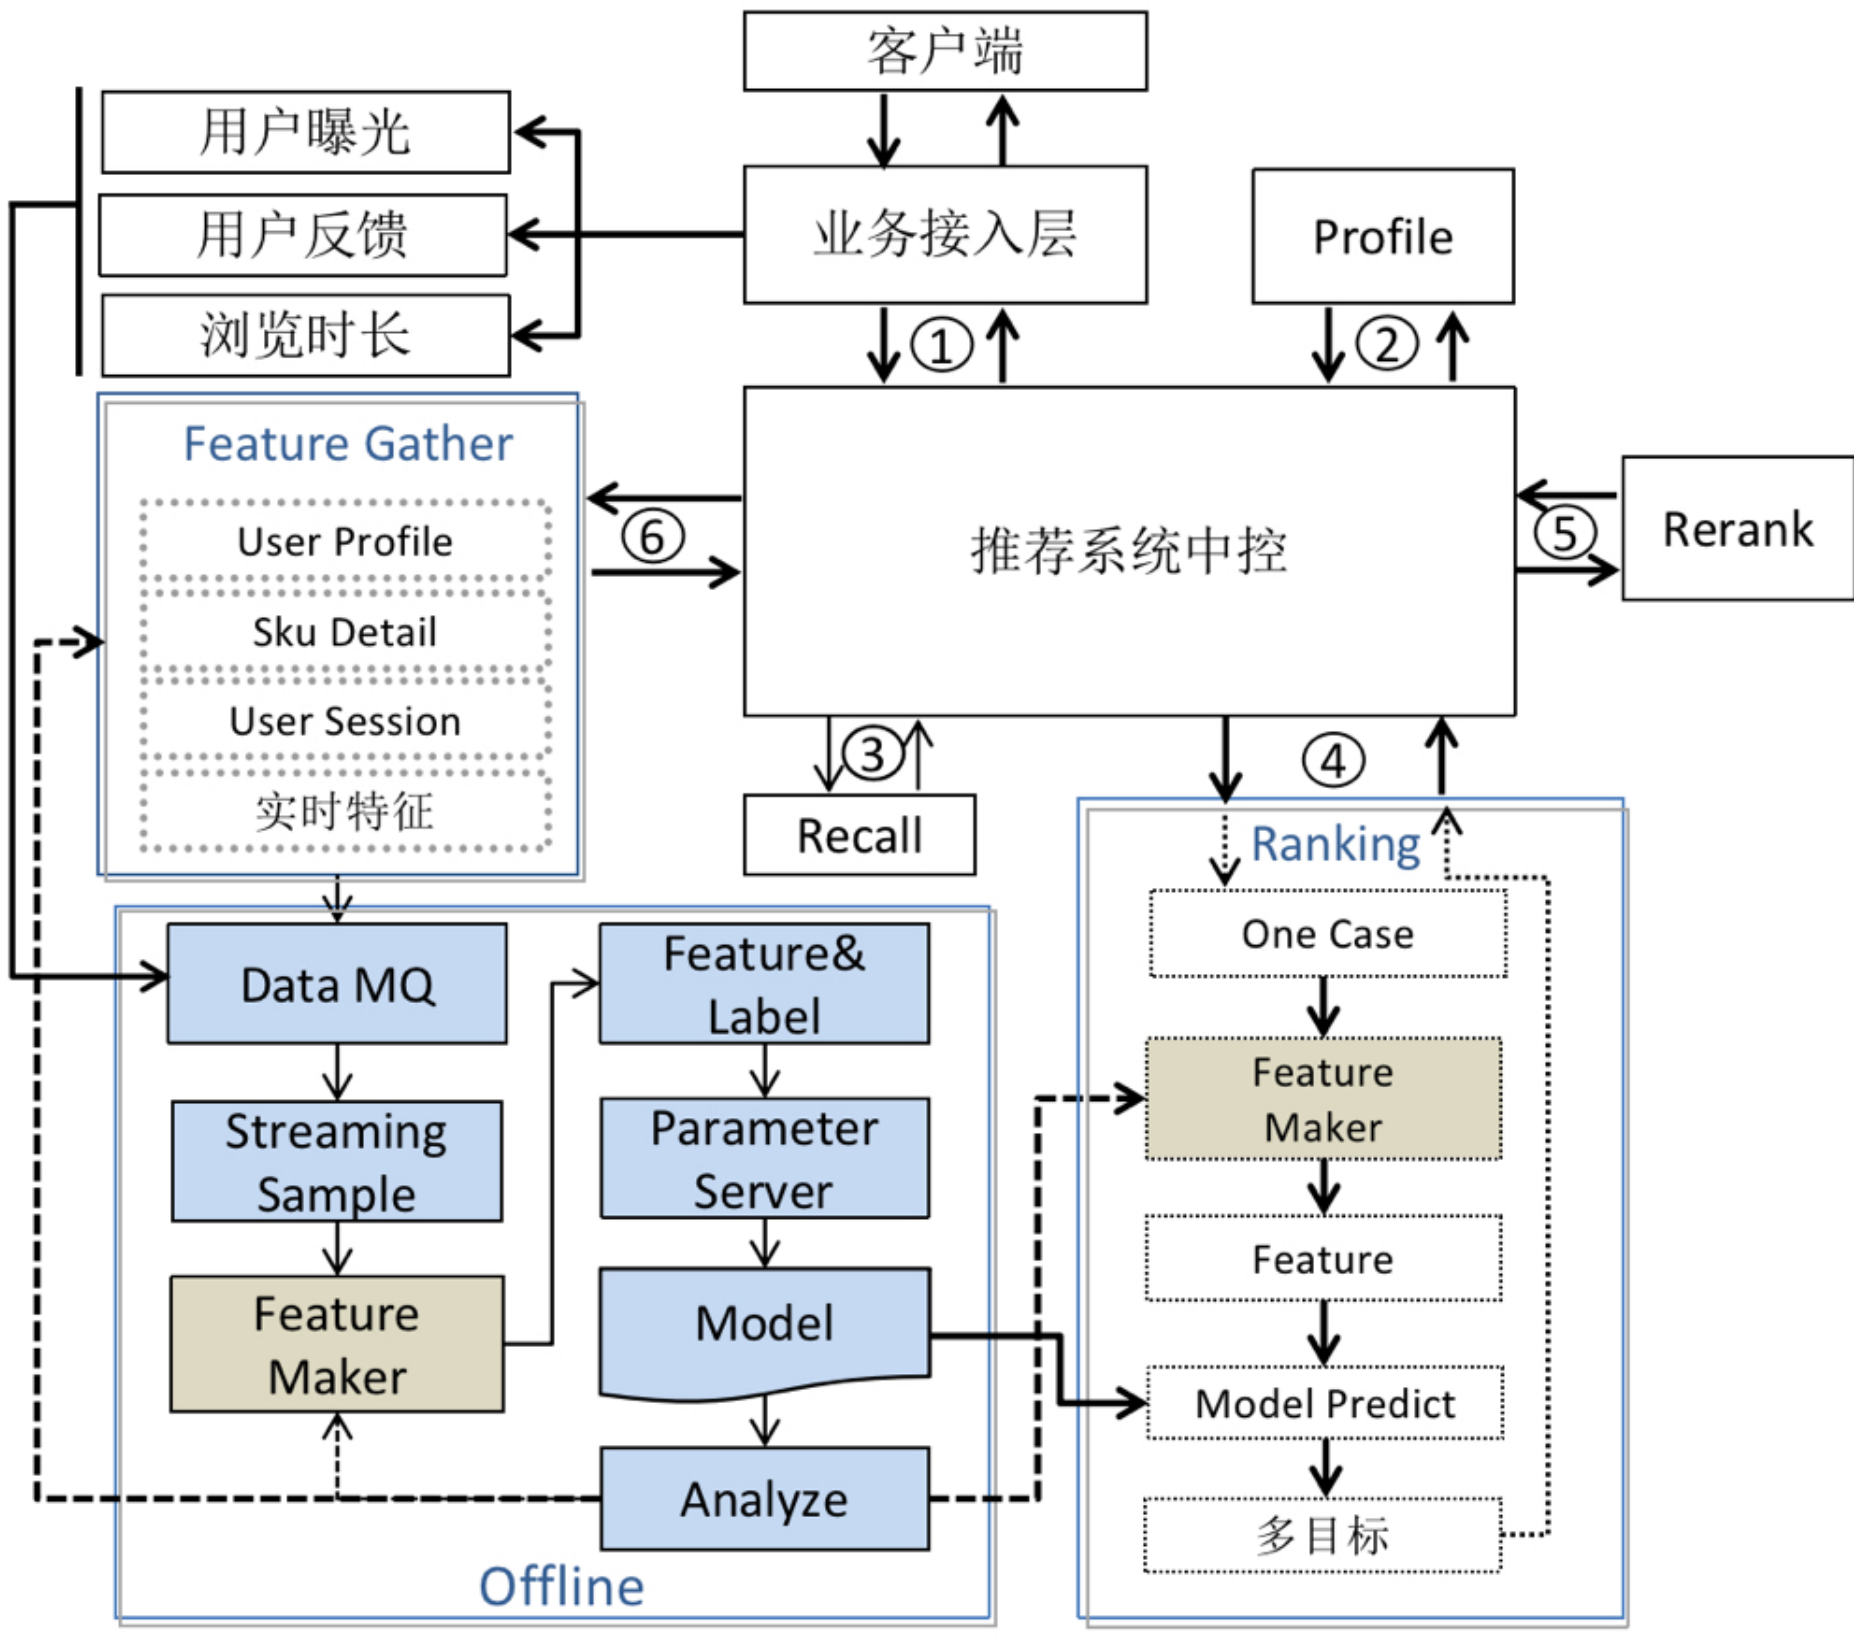 客户端
用户曝光
用户反馈
浏览时长
业务接入层
Profile
①
②
Feature Gather
User Profile
Sku Detail
User Session
实时特征
⑥
推荐系统中控
⑤
Rerank
③
④
Recall
Data MQ
Streaming
Sample
Feature
Maker
Feature&
Label
Parameter
Server
Model
Analyze
Offline
Ranking
One Case
Feature
Maker
Feature
Model Predict
多目标